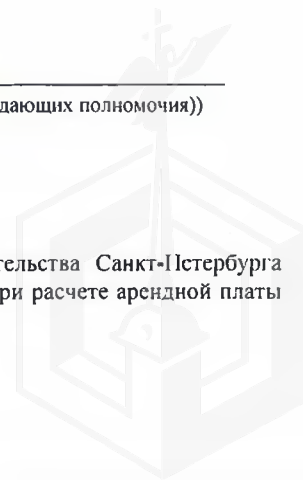 дающих полномочия))
тельства Санкт-Петербурга
ри расчете арендной платы